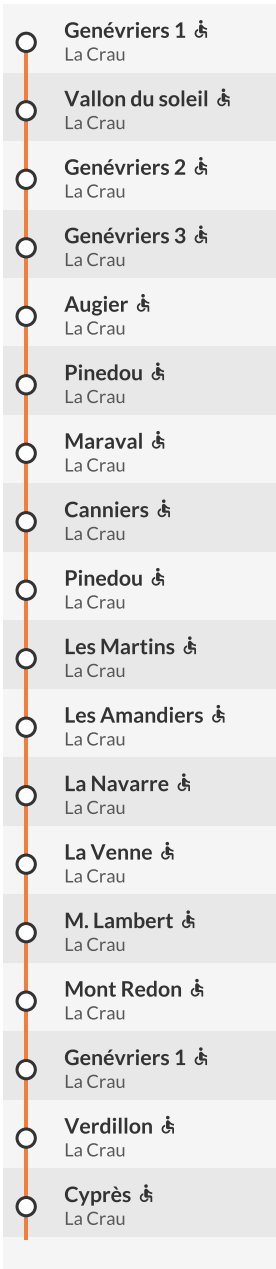 Genévriers 1
La Crau
Vallon du soleil
La Crau
Genévriers 2
La Crau
Genévriers 3
La Crau
Augier
La Crau
Pinedou
La Crau
Maraval
La Crau
Canniers
La Crau
Pinedou
La Crau
Les Martins
La Crau
Les Amandiers
La Crau
La Navarre
La Crau
La Venne
La Crau
M. Lambert
La Crau
Mont Redon
La Crau
Genévriers 1
La Crau
Verdillon
La Crau
Cyprès
La Crau